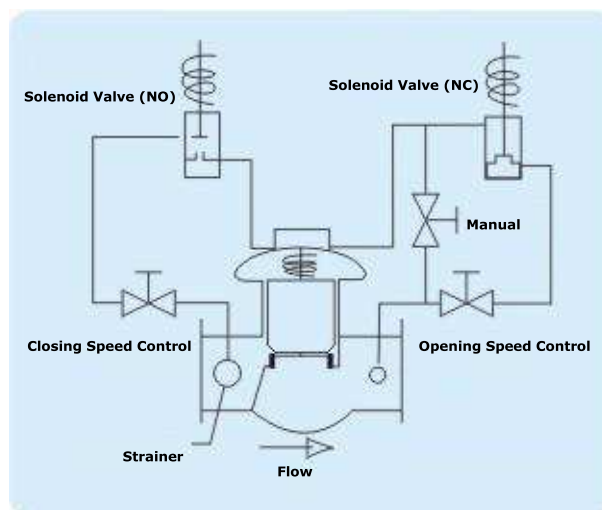 Solenoid Valve (NO)
Solenoid Valve (NC)
Manual
Closing Speed Control
Opening Speed Control
Strainer
Flow